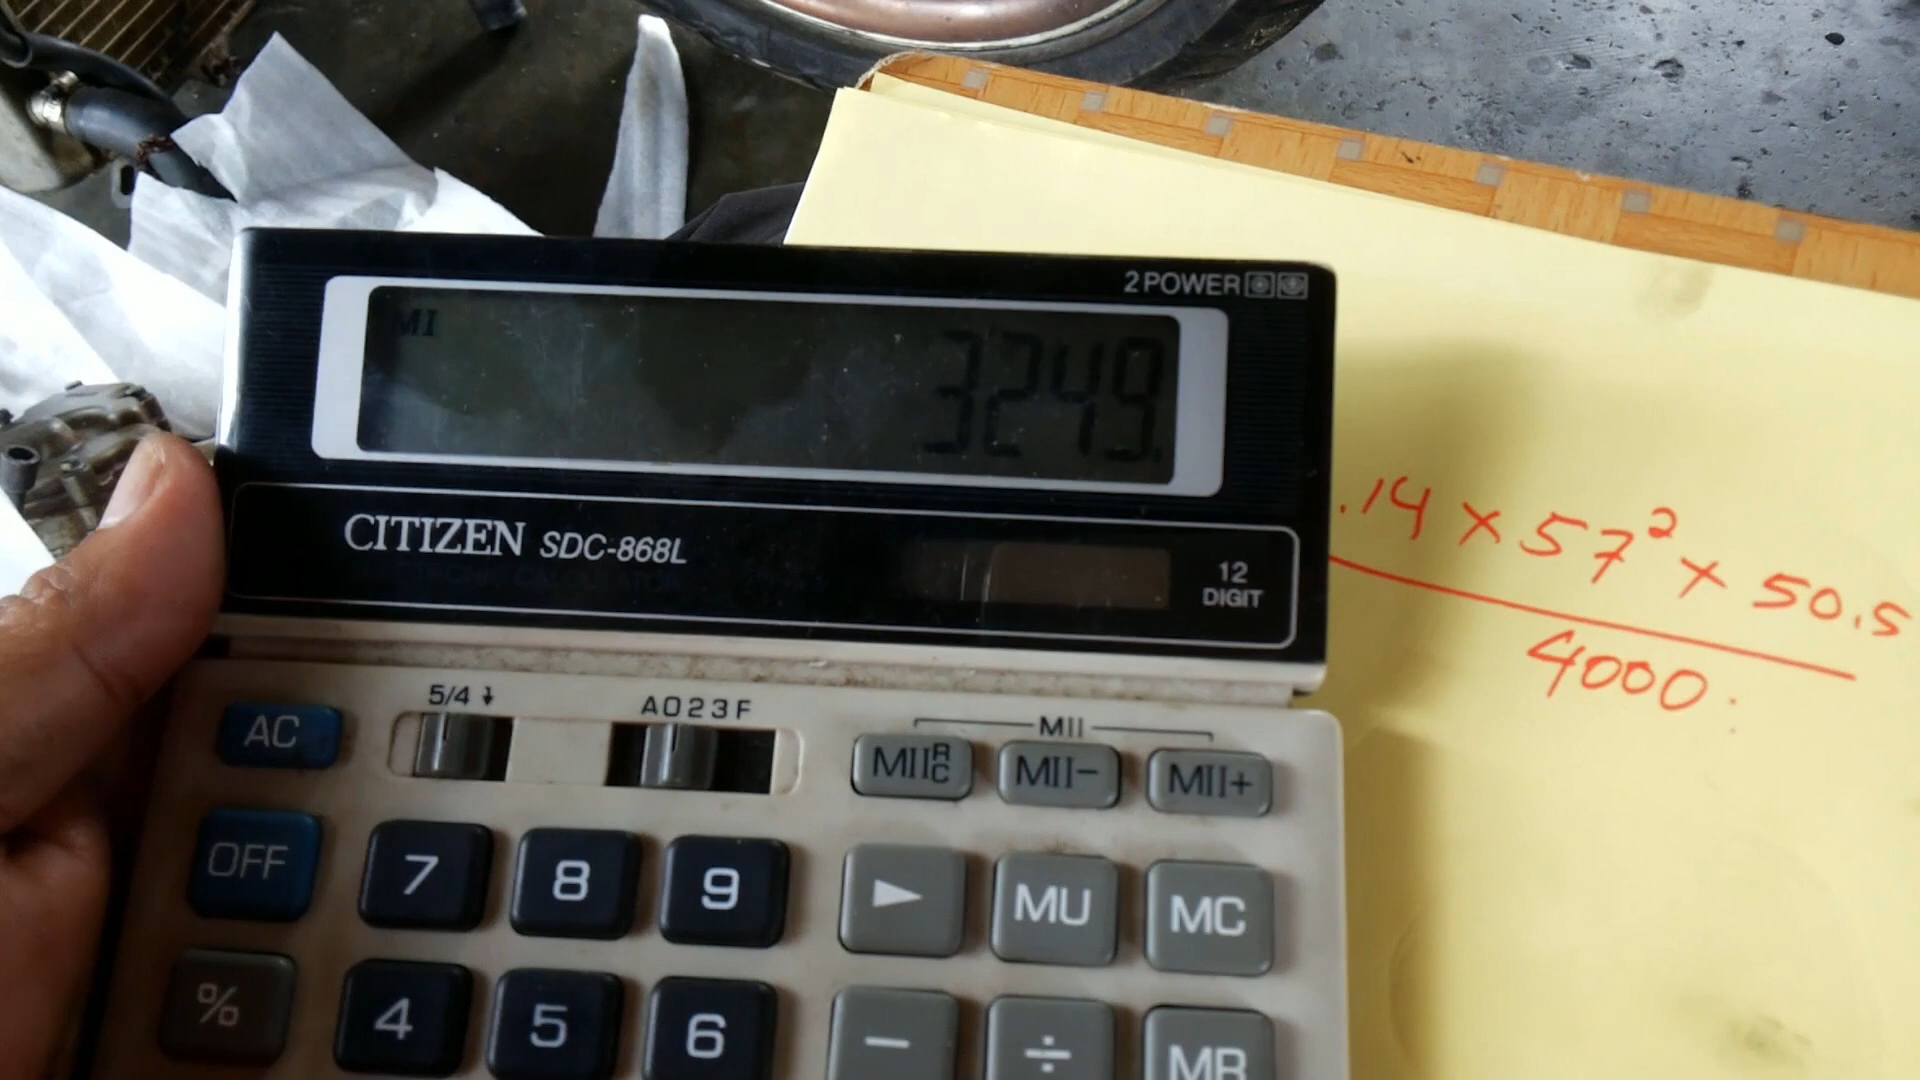 2 POWER
MI
3249.
CITIZEN SDC-868L
12
DIGIT
.14 x 57² x 50.5
4000
5/4
A 0 2 3 F
MII
AC
MII R C
MII−
MII+
OFF
7
8
9
►
MU
MC
%
4
5
6
−
÷
MR